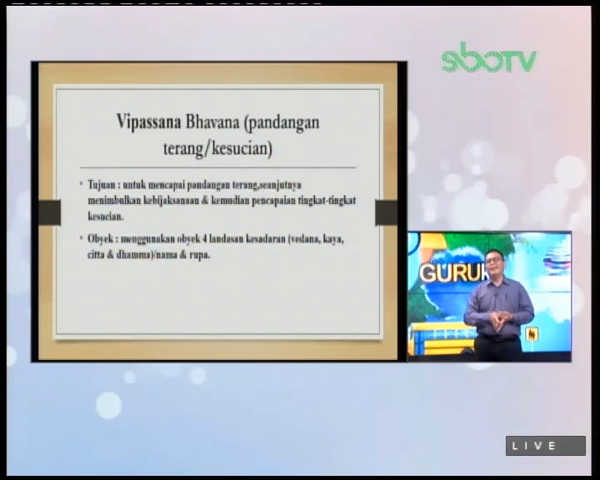 sboTV
Vipassana Bhavana (pandangan
terang/kesucian)
• Tujuan : untuk mencapai pandangan terang,seanjutnya
menimbulkan kebijaksanaan & kemudian pencapaian tingkat-tingkat
kesucian.
• Obyek : menggunakan obyek 4 landasan kesadaran (vedana, kaya,
citta & dhamma)/nama & rupa.
GURUK
LIVE